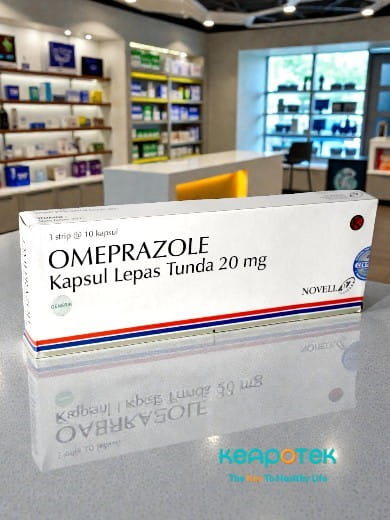 1 strip @ 10 kapsul
OMEPRAZOLE
Kapsul Lepas Tunda 20 mg
GENERIK
NOVELL
KEAPOTEK
The Key To Healthy Life